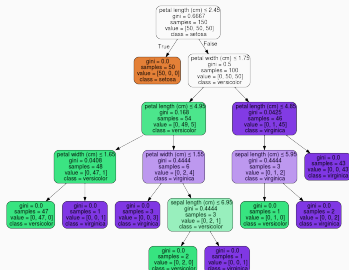 petal length (cm) ≤ 2.45
gini = 0.6667
samples = 150
value = [50, 50, 50]
class = setosa
True
False
gini = 0.0
samples = 50
value = [50, 0, 0]
class = setosa
petal width (cm) ≤ 1.75
gini = 0.5
samples = 100
value = [0, 50, 50]
class = versicolor
petal length (cm) ≤ 4.95
gini = 0.168
samples = 54
value = [0, 49, 5]
class = versicolor
petal length (cm) ≤ 4.85
gini = 0.0425
samples = 46
value = [0, 1, 45]
class = virginica
petal width (cm) ≤ 1.65
gini = 0.0408
samples = 48
value = [0, 47, 1]
class = versicolor
petal width (cm) ≤ 1.55
gini = 0.4444
samples = 6
value = [0, 2, 4]
class = virginica
sepal length (cm) ≤ 5.95
gini = 0.4444
samples = 3
value = [0, 1, 2]
class = virginica
gini = 0.0
samples = 43
value = [0, 0, 43]
class = virginica
gini = 0.0
samples = 47
value = [0, 47, 0]
class = versicolor
gini = 0.0
samples = 1
value = [0, 0, 1]
class = virginica
gini = 0.0
samples = 3
value = [0, 0, 3]
class = virginica
sepal length (cm) ≤ 6.95
gini = 0.4444
samples = 3
value = [0, 2, 1]
class = versicolor
gini = 0.0
samples = 1
value = [0, 1, 0]
class = versicolor
gini = 0.0
samples = 2
value = [0, 0, 2]
class = virginica
gini = 0.0
samples = 2
value = [0, 2, 0]
class = versicolor
gini = 0.0
samples = 1
value = [0, 0, 1]
class = virginica